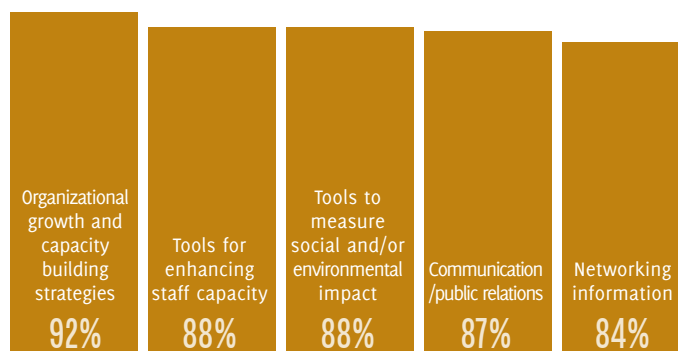 Organizational
growth and
capacity
building
strategies
92%
Tools for
enhancing
staff capacity
88%
Tools to
measure
social and/or
environmental
impact
88%
Communication
/public relations
87%
Networking
information
84%